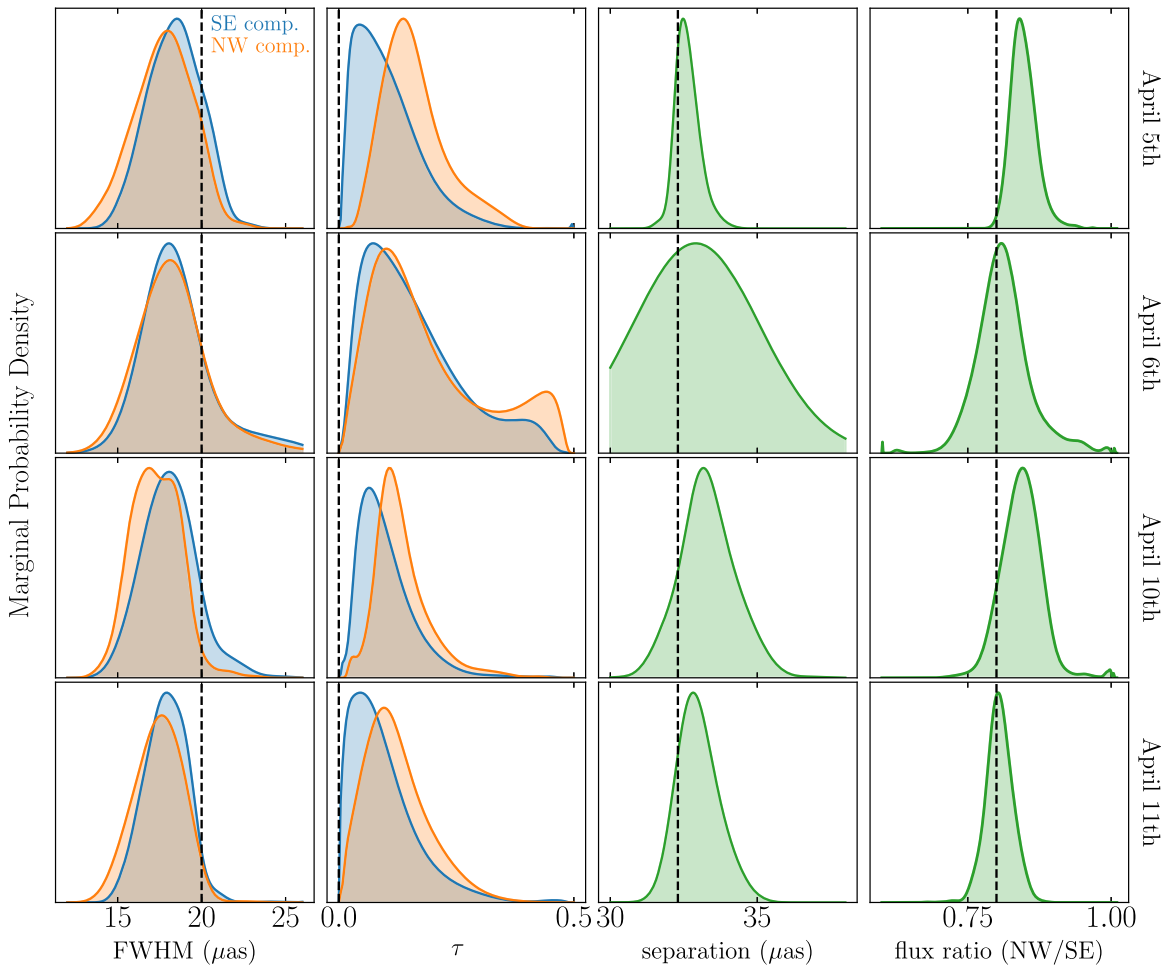 SE comp.
NW comp.
April 5th
April 6th
April 10th
April 11th
Marginal Probability Density
15 20 25
0.0 0.5
30 35
0.75 1.00
FWHM (μas)
τ
separation (μas)
flux ratio (NW/SE)